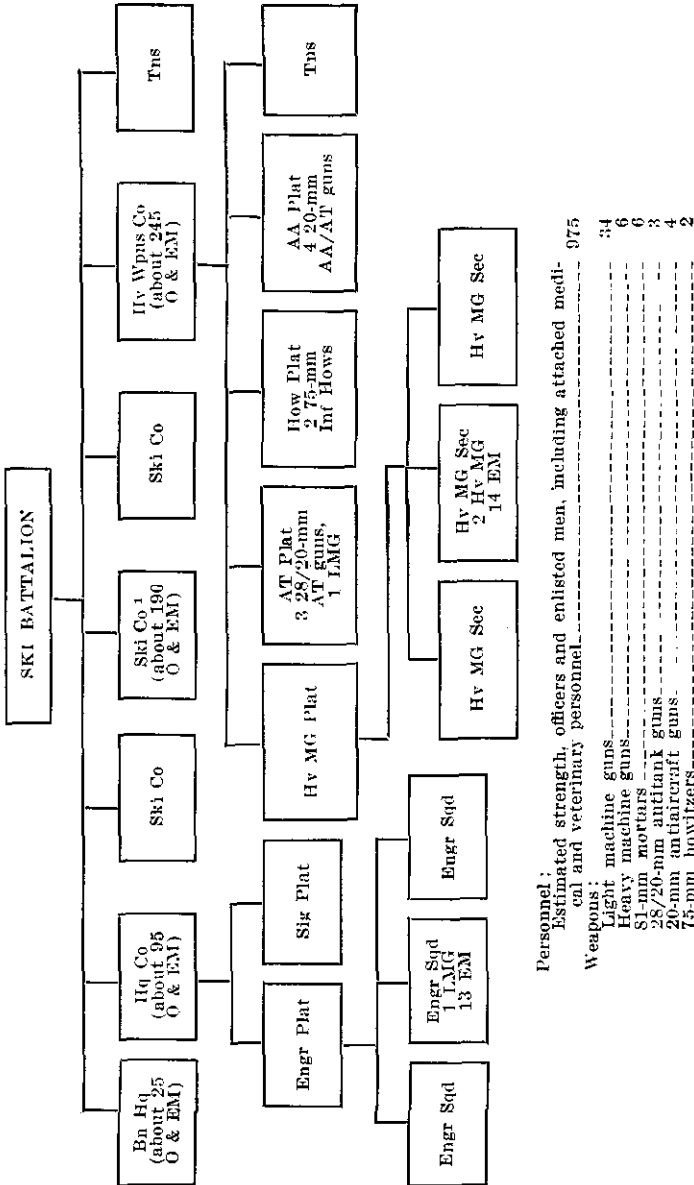 SKI BATTALION
Bn Hq
(about 25
O & EM)
Hq Co
(about 95
O & EM)
Ski Co
Ski Co ¹
(about 190
O & EM)
Ski Co
Hv Wpns Co
(about 245
O & EM)
Tns
Engr Plat
Sig Plat
Hv MG Plat
AT Plat
3 28/20-mm
AT guns,
1 LMG
How Plat
2 75-mm
Inf Hows
AA Plat
4 20-mm
AA/AT guns
Tns
Engr Sqd
Engr Sqd
1 LMG
13 EM
Engr Sqd
Hv MG Sec
Hv MG Sec
2 Hv MG
14 EM
Hv MG Sec
Personnel:
Estimated strength, officers and enlisted men, including attached medi-
cal and veterinary personnel 975
Weapons:
Light machine guns 34
Heavy machine guns 6
81-mm mortars 6
28/20-mm antitank guns 3
20-mm antiaircraft guns 4
75-mm howitzers 2